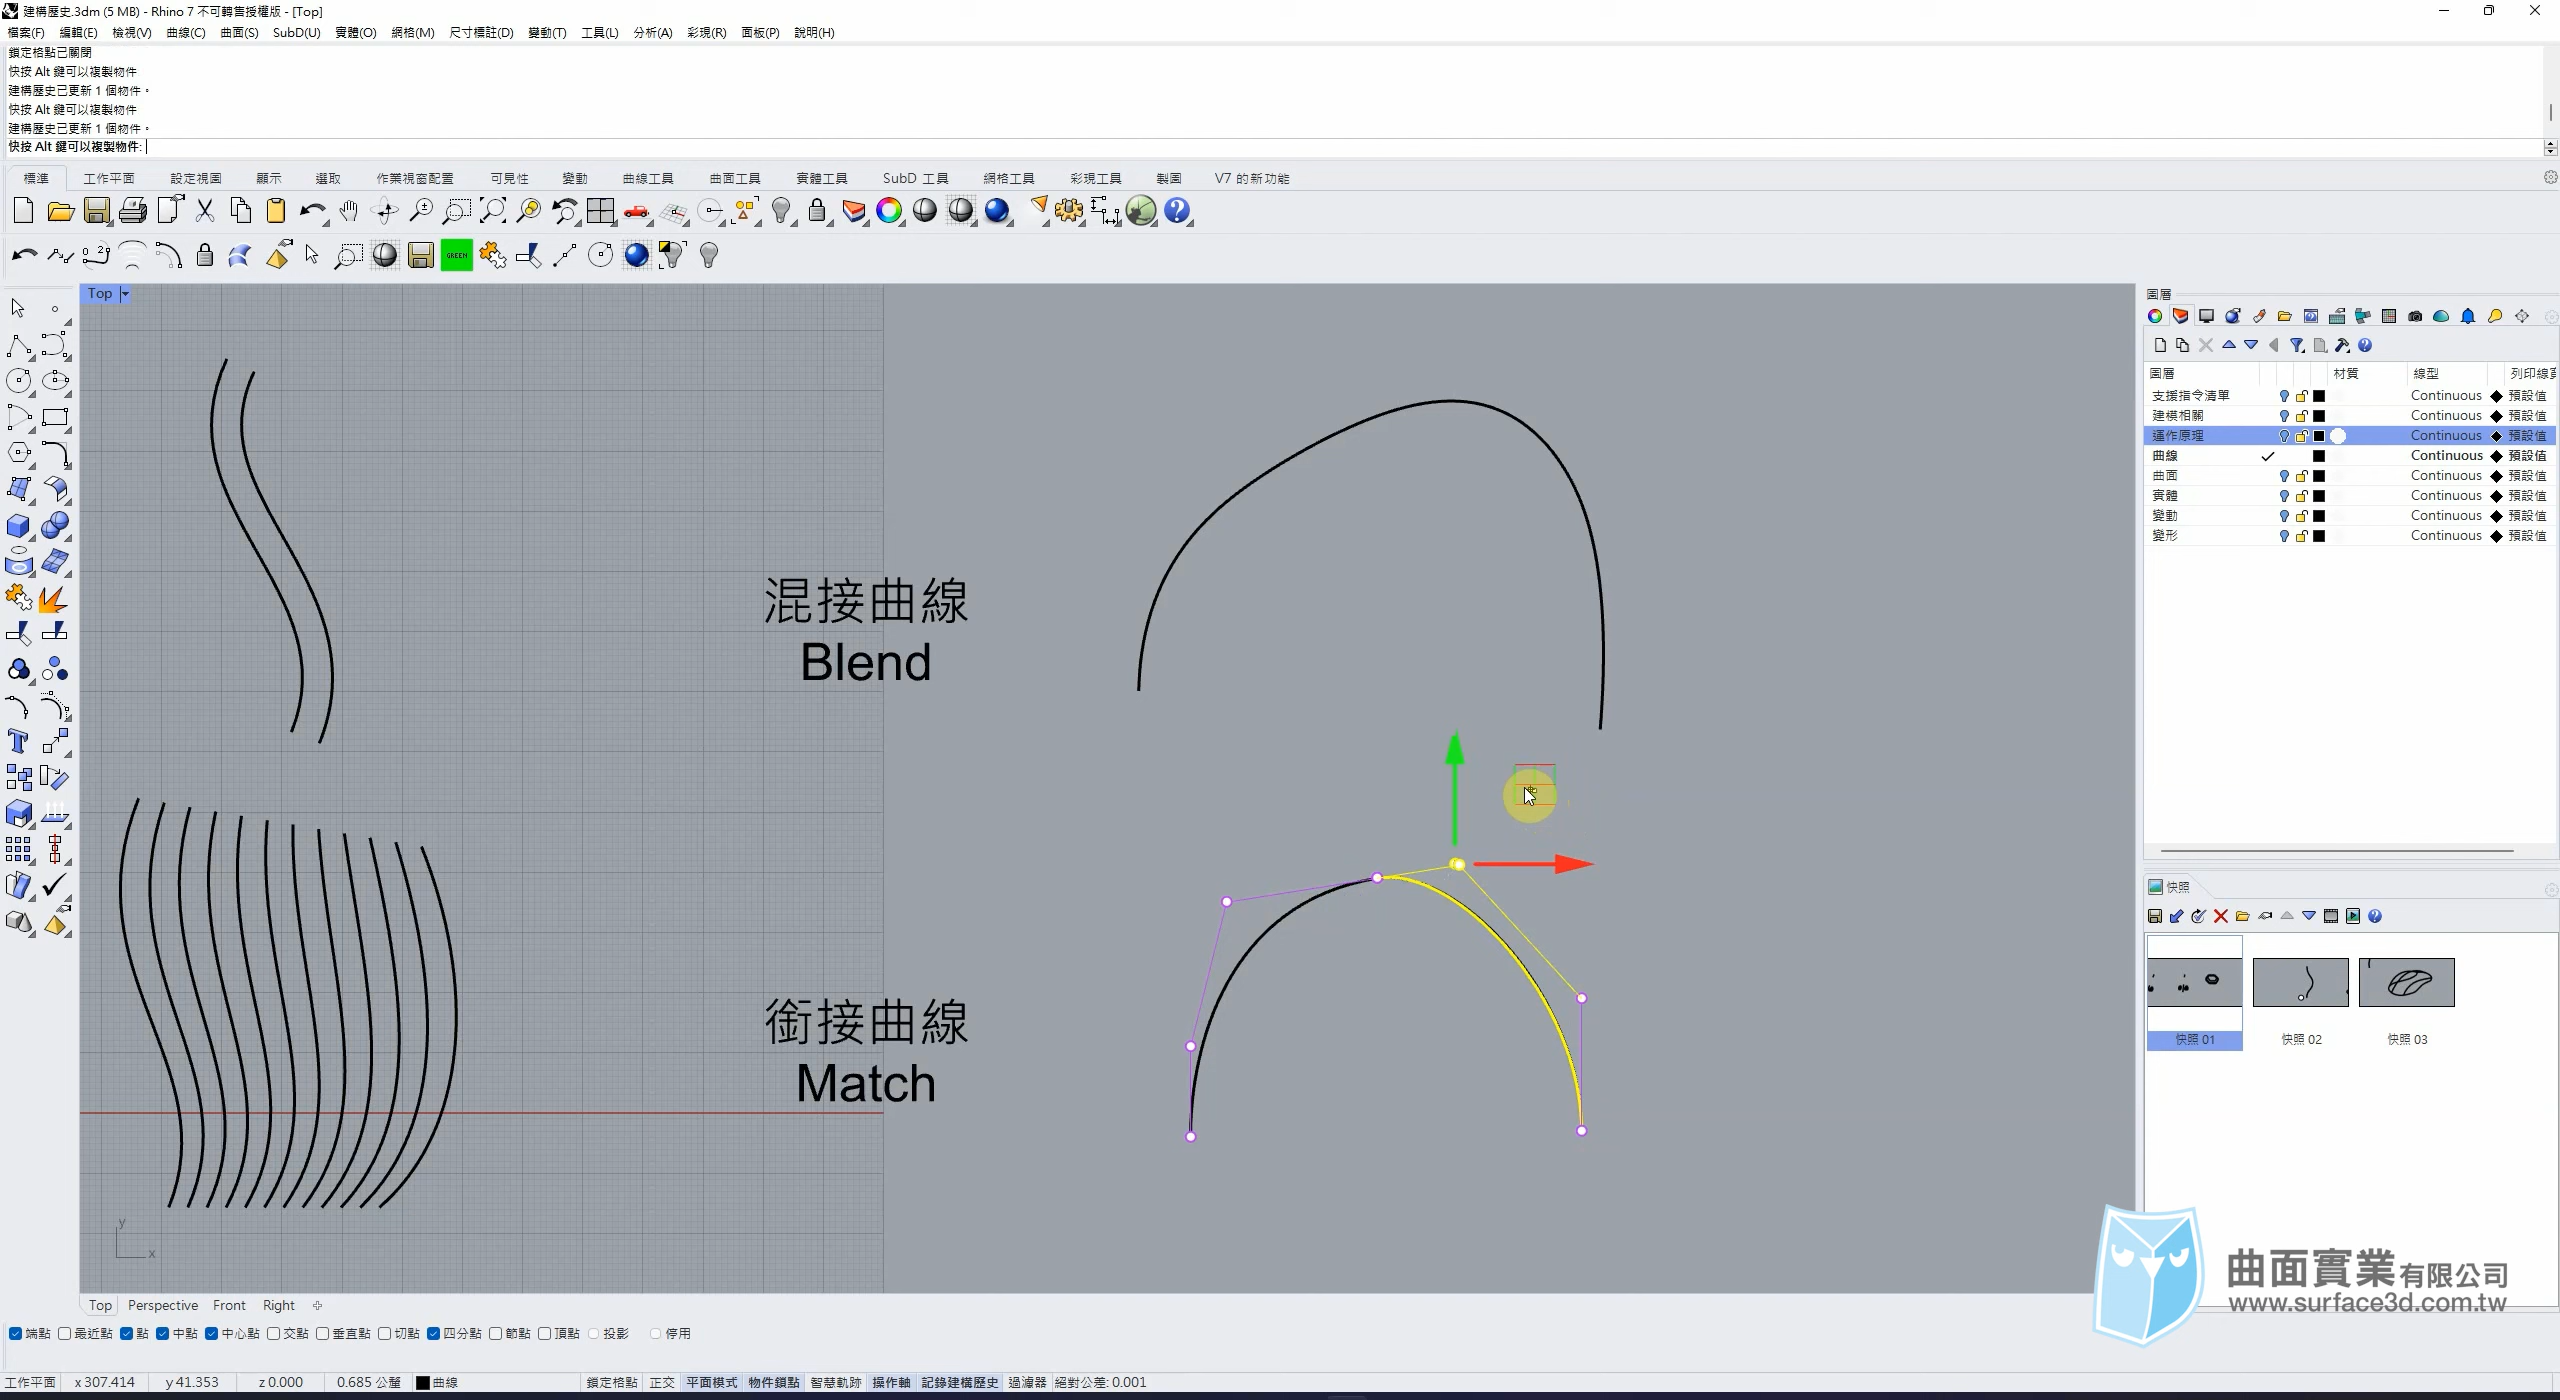 建構歷史.3dm (5 MB) - Rhino 7 不可轉售授權版 - [Top]
檔案(F) 編輯(E) 檢視(V) 曲線(C) 曲面(S) SubD(U) 實體(O) 網格(M) 尺寸標註(D) 變動(T) 工具(L) 分析(A) 彩現(R) 面板(P) 說明(H)
鎖定格點已關閉
快按 Alt 鍵可以複製物件
建構歷史已更新 1 個物件。
快按 Alt 鍵可以複製物件
建構歷史已更新 1 個物件。
快按 Alt 鍵可以複製物件:
標準 工作平面 設定視圖 顯示 選取 作業視窗配置 可見性 變動 曲線工具 曲面工具 實體工具 SubD 工具 網格工具 彩現工具 製圖 V7 的新功能
GREEN
Top
混接曲線
Blend
銜接曲線
Match
y
x
圖層
圖層 材質 線型 列印線
支援指令清單 Continuous 預設值
建模相關 Continuous 預設值
運作原理 Continuous 預設值
曲線 Continuous 預設值
曲面 Continuous 預設值
實體 Continuous 預設值
變動 Continuous 預設值
變形 Continuous 預設值
快照
快照 01 快照 02 快照 03
曲面實業有限公司
www.surface3d.com.tw
Top Perspective Front Right
端點 最近點 點 中點 中心點 交點 垂直點 切點 四分點 節點 頂點 投影 停用
工作平面 x 307.414 y 41.353 z 0.000 0.685 公釐 曲線 鎖定格點 正交 平面模式 物件鎖點 智慧軌跡 操作軸 記錄建構歷史 過濾器 絕對公差: 0.001